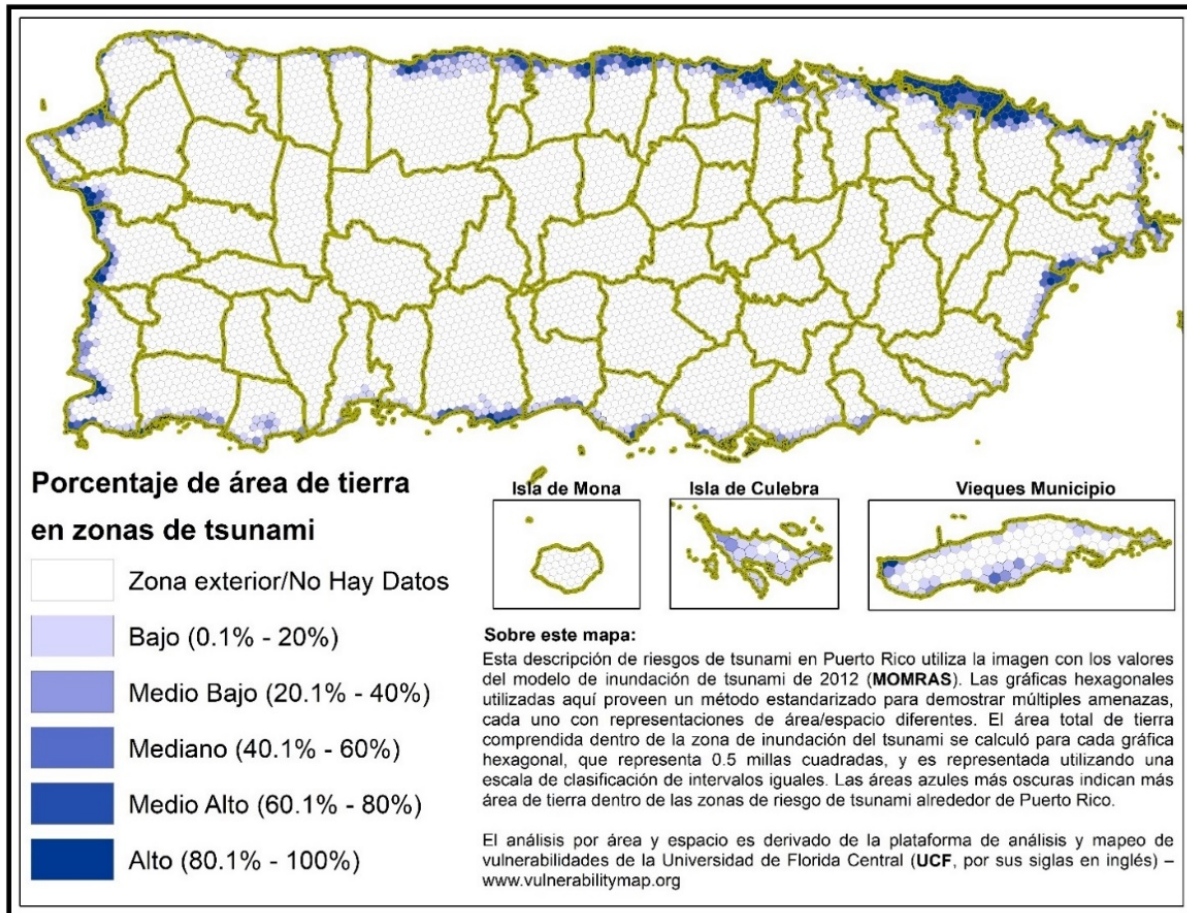 Isla de Mona
Isla de Culebra
Vieques Municipio
Porcentaje de área de tierra
en zonas de tsunami
Zona exterior/No Hay Datos
Bajo (0.1% - 20%)
Medio Bajo (20.1% - 40%)
Mediano (40.1% - 60%)
Medio Alto (60.1% - 80%)
Alto (80.1% - 100%)
Sobre este mapa:
Esta descripción de riesgos de tsunami en Puerto Rico utiliza la imagen con los valores
del modelo de inundación de tsunami de 2012 (MOMRAS). Las gráficas hexagonales
utilizadas aquí proveen un método estandarizado para demostrar múltiples amenazas,
cada uno con representaciones de área/espacio diferentes. El área total de tierra
comprendida dentro de la zona de inundación del tsunami se calculó para cada gráfica
hexagonal, que representa 0.5 millas cuadradas, y es representada utilizando una
escala de clasificación de intervalos iguales. Las áreas azules más oscuras indican más
área de tierra dentro de las zonas de riesgo de tsunami alrededor de Puerto Rico.
El análisis por área y espacio es derivado de la plataforma de análisis y mapeo de
vulnerabilidades de la Universidad de Florida Central (UCF, por sus siglas en inglés) –
www.vulnerabilitymap.org